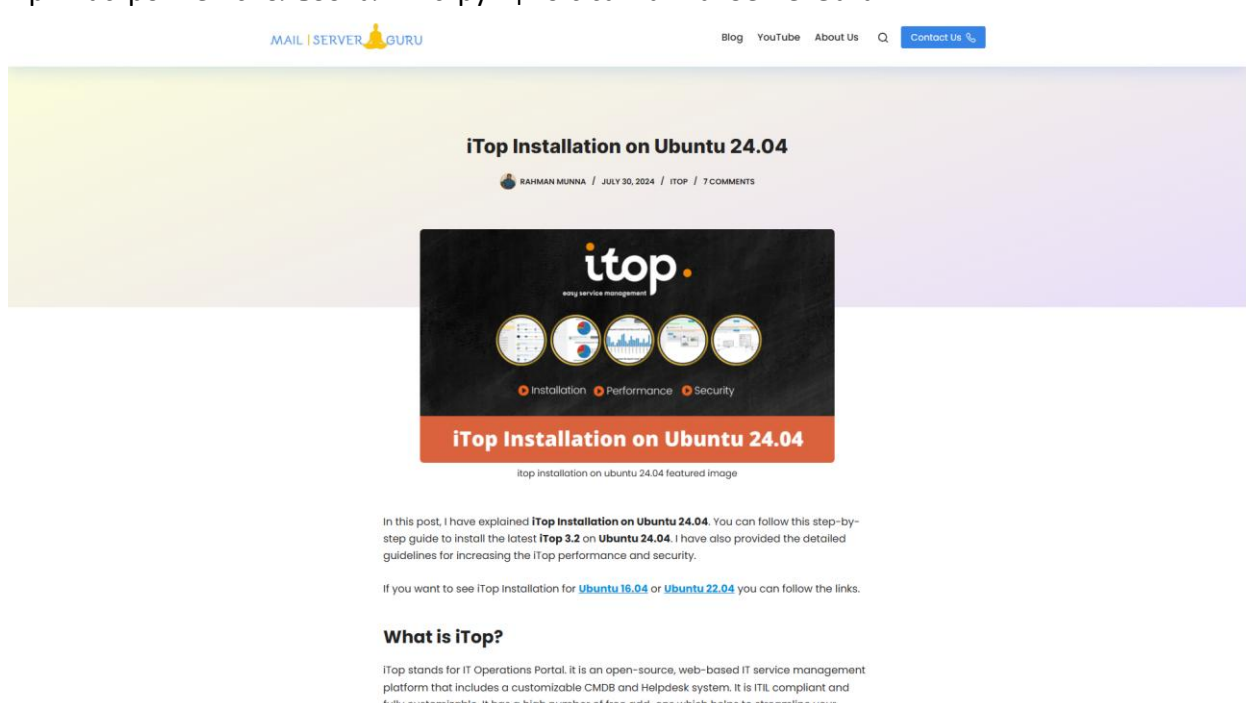 MAIL | SERVER GURU
Blog YouTube About Us Contact Us
iTop Installation on Ubuntu 24.04
RAHMAN MUNNA / JULY 30, 2024 / ITOP / 7 COMMENTS
itop.
easy service management
Installation Performance Security
iTop Installation on Ubuntu 24.04
itop installation on ubuntu 24.04 featured image
In this post, I have explained iTop Installation on Ubuntu 24.04. You can follow this step-by-
step guide to install the latest iTop 3.2 on Ubuntu 24.04. I have also provided the detailed
guidelines for increasing the iTop performance and security.
If you want to see iTop Installation for Ubuntu 16.04 or Ubuntu 22.04 you can follow the links.
What is iTop?
iTop stands for IT Operations Portal. it is an open-source, web-based IT service management
platform that includes a customizable CMDB and Helpdesk system. It is ITIL compliant and